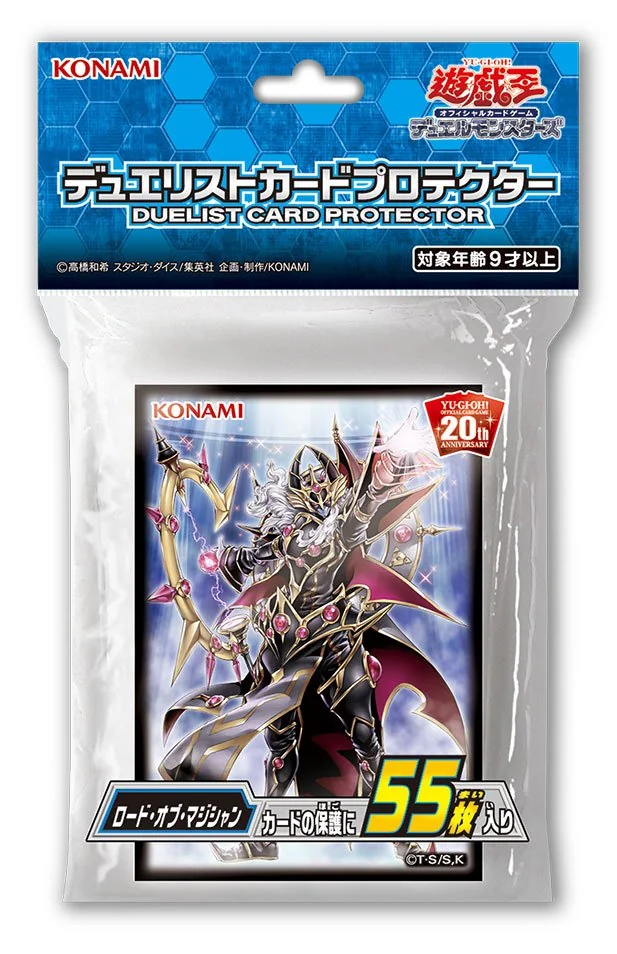 KONAMI
YU-GI-OH!
遊戯王
オフィシャルカードゲーム
デュエルモンスターズ
デュエリストカードプロテクター
DUELIST CARD PROTECTOR
©高橋和希 スタジオ・ダイス/集英社 企画・制作/KONAMI
対象年齢9才以上
KONAMI
YU-GI-OH!
OFFICIAL CARD GAME
20th
ANNIVERSARY
ロード・オブ・マジシャン
カードの保護に
ほご
55枚入り
まい
©T-S/S,K